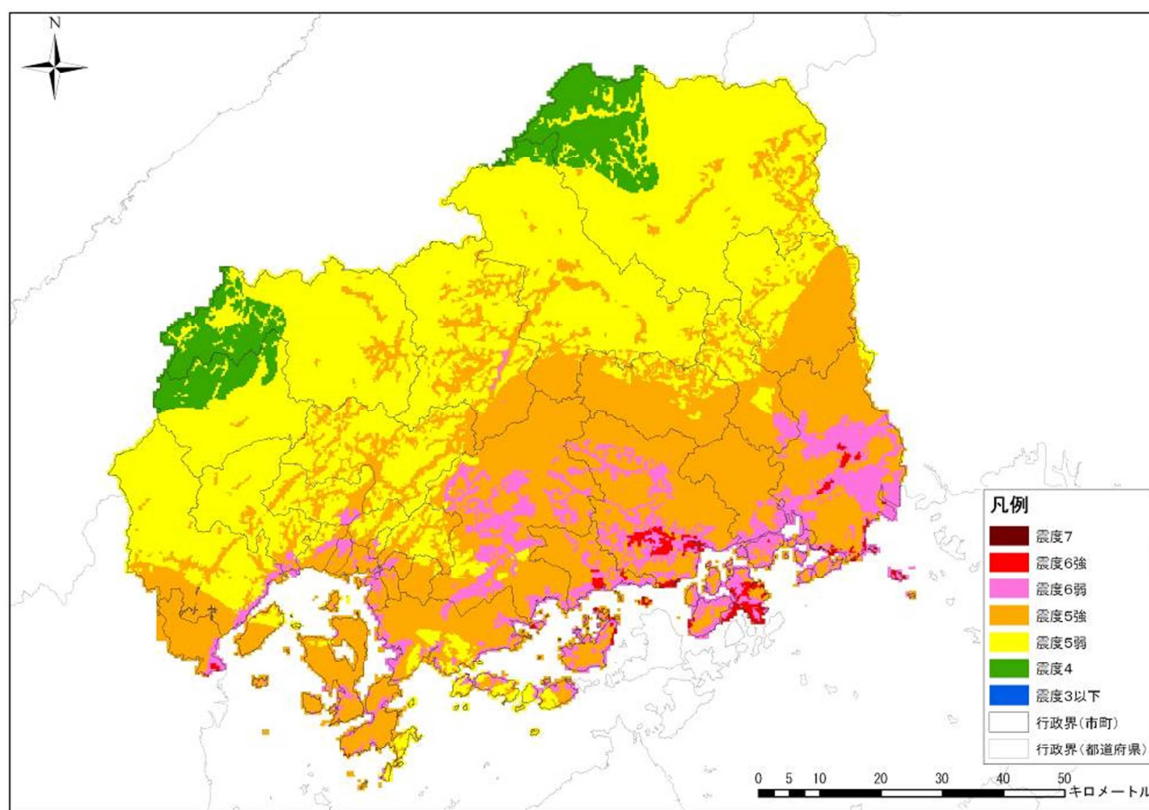 N
凡例
震度7
震度6強
震度6弱
震度5強
震度5弱
震度4
震度3以下
行政界(市町)
行政界(都道府県)
0 5 10 20 30 40 50
キロメートル